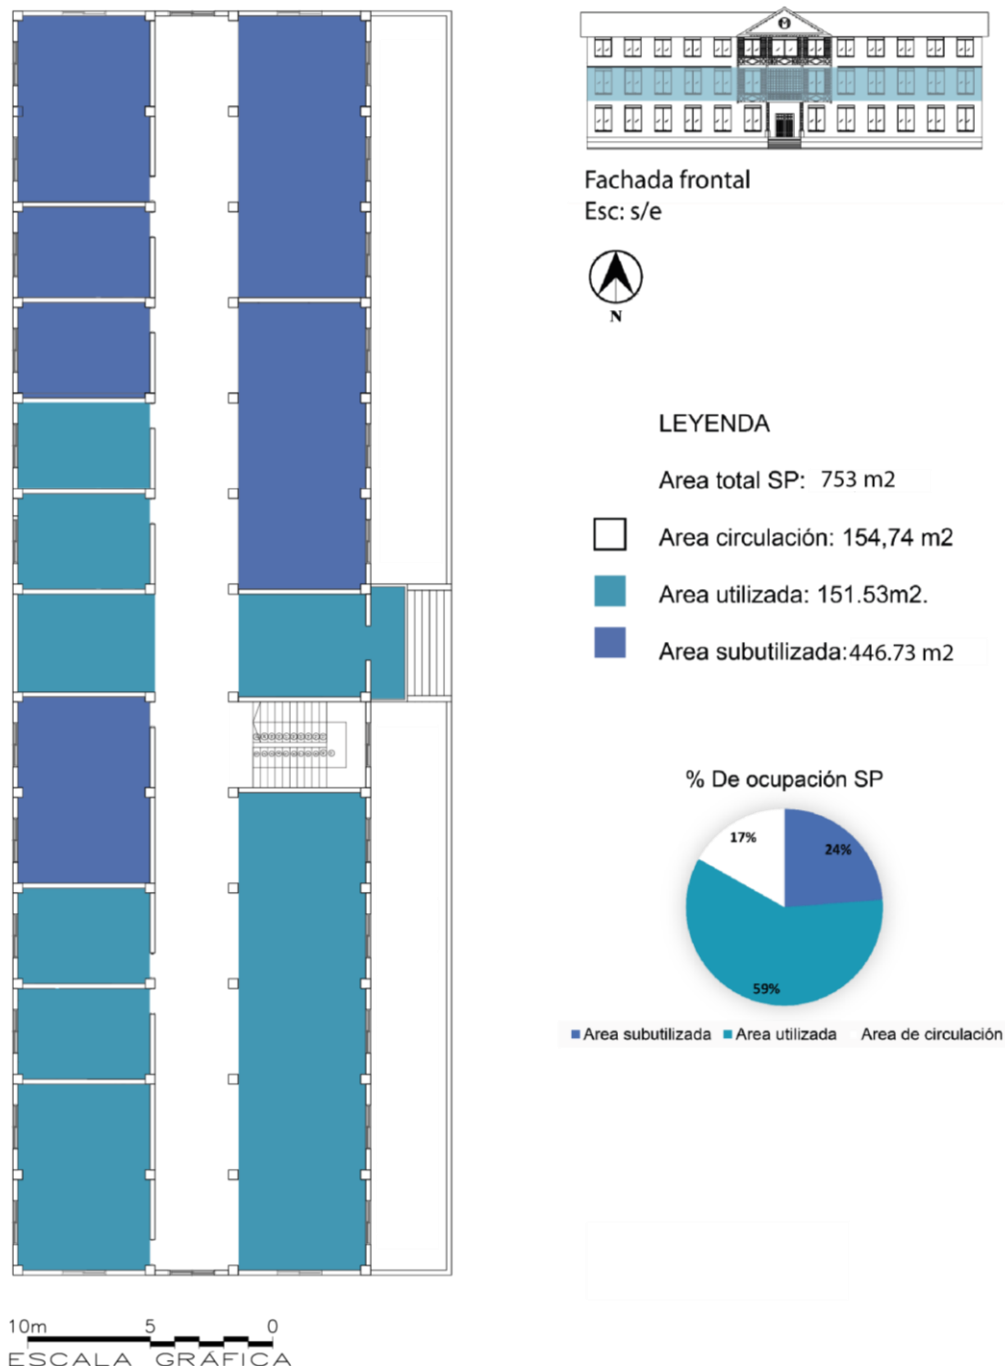 Fachada frontal
Esc: s/e
N
LEYENDA
Area total SP: 753 m2
Area circulación: 154,74 m2
Area utilizada: 151.53m2.
Area subutilizada:446.73 m2
% De ocupación SP
17%
24%
59%
Area subutilizada Area utilizada Area de circulación
10m 5 0
ESCALA GRÁFICA